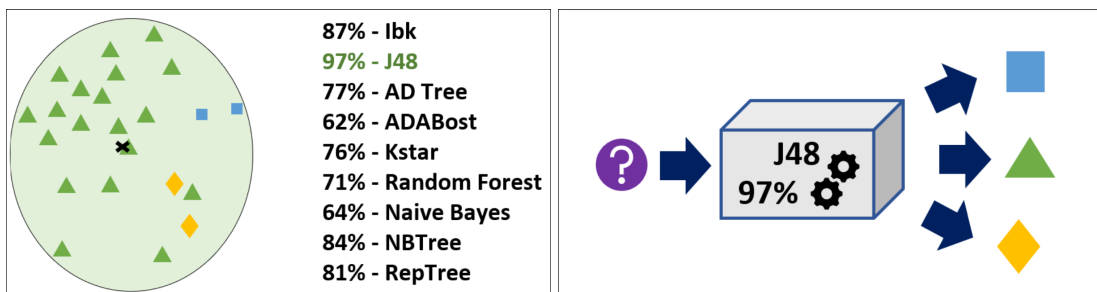 87% - Ibk
97% - J48
77% - AD Tree
62% - ADABost
76% - Kstar
71% - Random Forest
64% - Naive Bayes
84% - NBTree
81% - RepTree
?
J48
97%